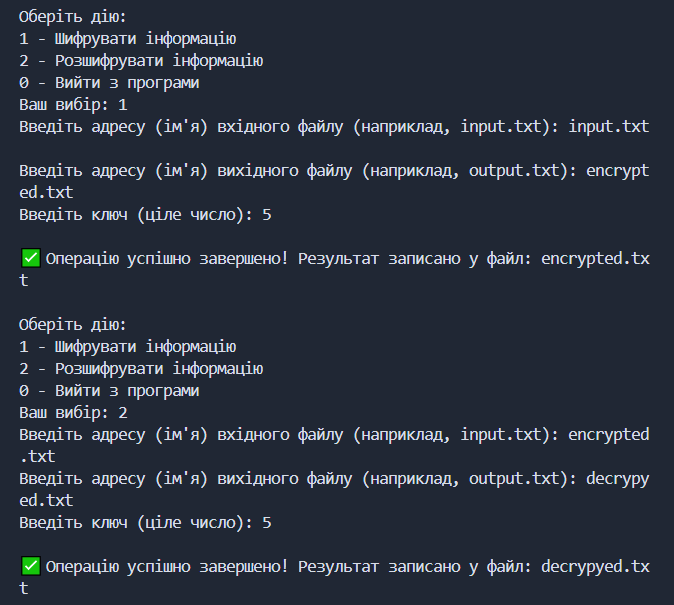 Оберіть дію:
1 - Шифрувати інформацію
2 - Розшифрувати інформацію
0 - Вийти з програми
Ваш вибір: 1
Введіть адресу (ім'я) вхідного файлу (наприклад, input.txt): input.txt
Введіть адресу (ім'я) вихідного файлу (наприклад, output.txt): encrypt
ed.txt
Введіть ключ (ціле число): 5
✅ Операцію успішно завершено! Результат записано у файл: encrypted.tx
t
Оберіть дію:
1 - Шифрувати інформацію
2 - Розшифрувати інформацію
0 - Вийти з програми
Ваш вибір: 2
Введіть адресу (ім'я) вхідного файлу (наприклад, input.txt): encrypted
.txt
Введіть адресу (ім'я) вихідного файлу (наприклад, output.txt): decrypy
ed.txt
Введіть ключ (ціле число): 5
✅ Операцію успішно завершено! Результат записано у файл: decrypyed.tx
t